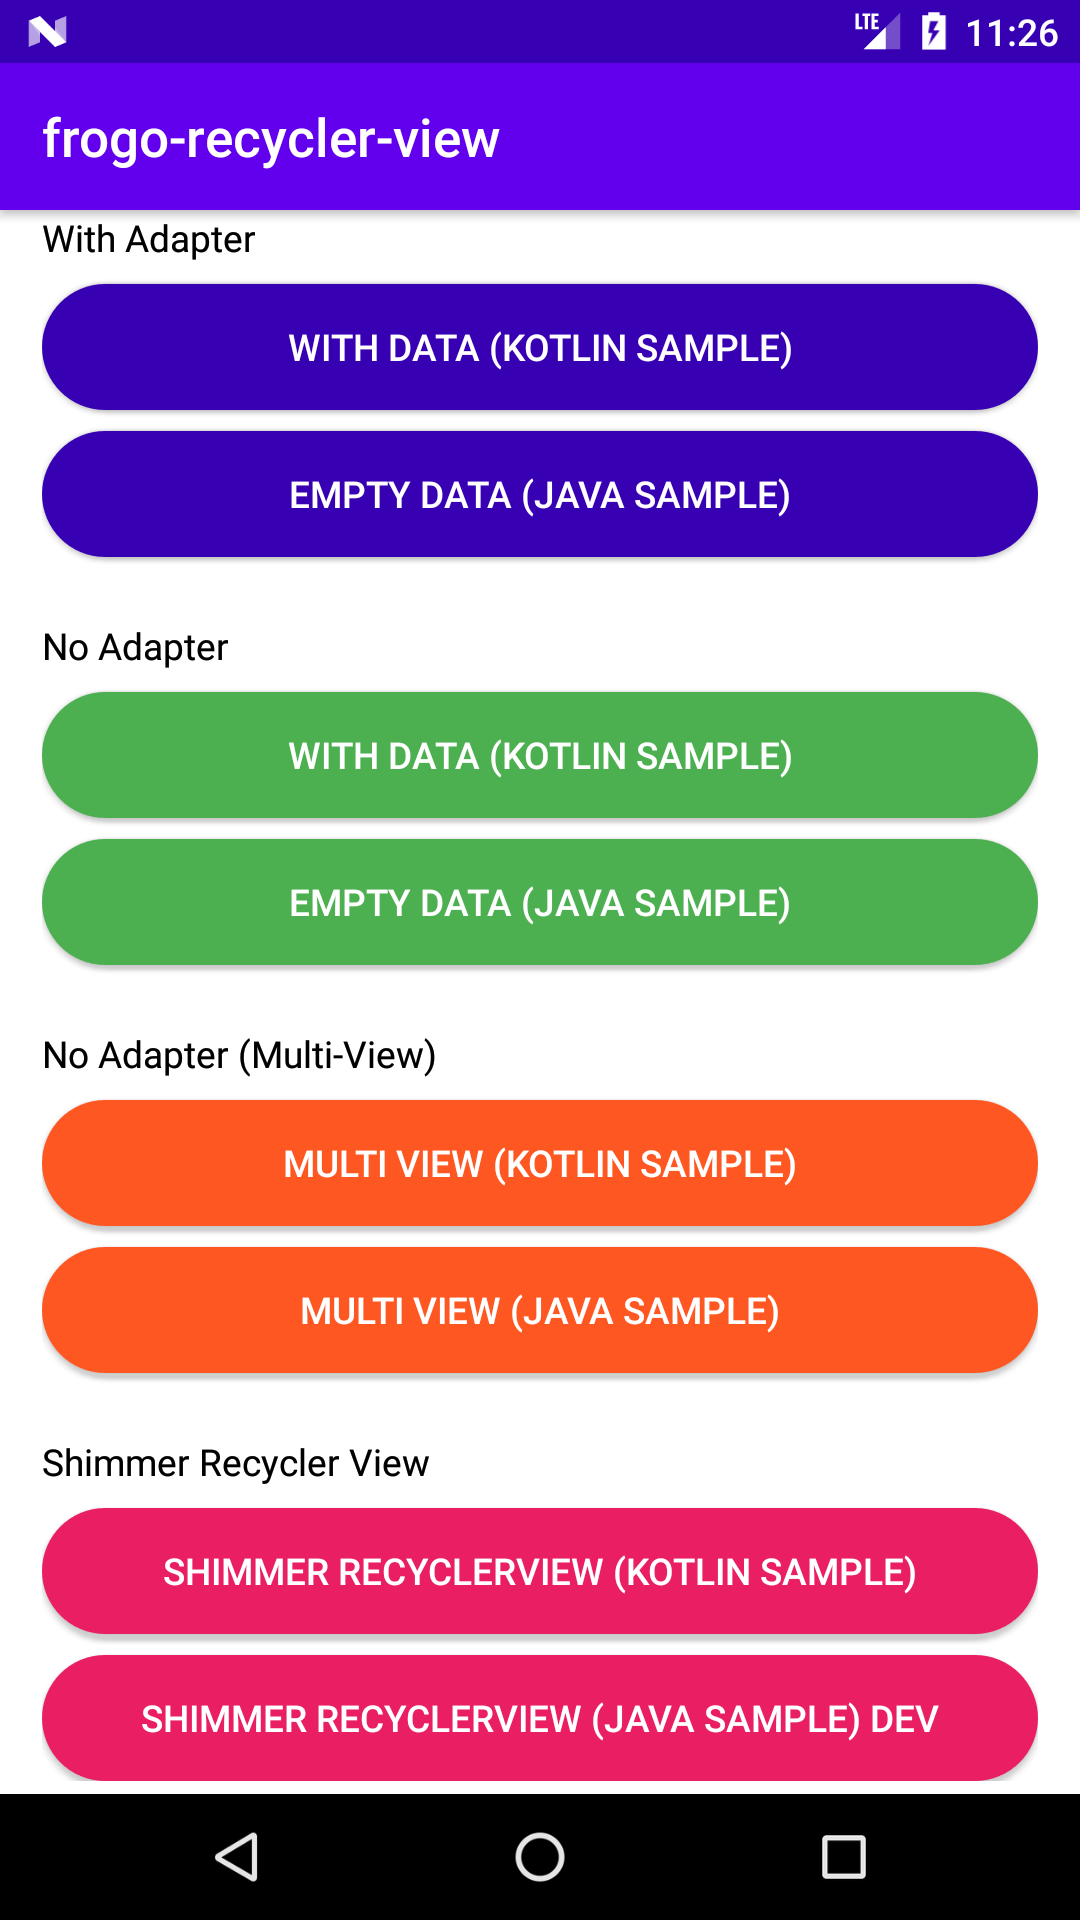 LTE 11:26
frogo-recycler-view
With Adapter
WITH DATA (KOTLIN SAMPLE)
EMPTY DATA (JAVA SAMPLE)
No Adapter
WITH DATA (KOTLIN SAMPLE)
EMPTY DATA (JAVA SAMPLE)
No Adapter (Multi-View)
MULTI VIEW (KOTLIN SAMPLE)
MULTI VIEW (JAVA SAMPLE)
Shimmer Recycler View
SHIMMER RECYCLERVIEW (KOTLIN SAMPLE)
SHIMMER RECYCLERVIEW (JAVA SAMPLE) DEV